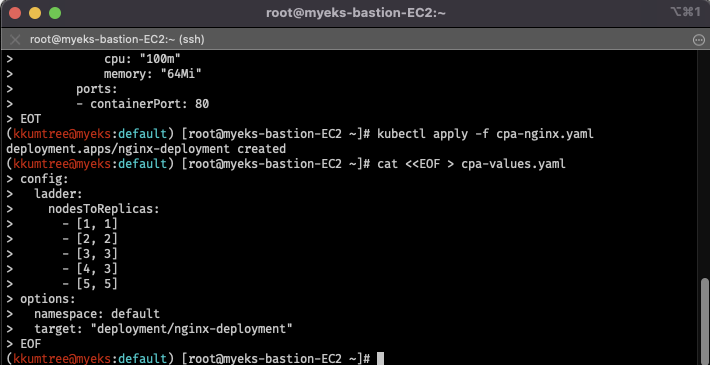 root@myeks-bastion-EC2:~
⌥⌘1
root@myeks-bastion-EC2:~ (ssh)
>             cpu: "100m"
>             memory: "64Mi"
>         ports:
>         - containerPort: 80
> EOT
(kkumtree@myeks:default) [root@myeks-bastion-EC2 ~]# kubectl apply -f cpa-nginx.yaml
deployment.apps/nginx-deployment created
(kkumtree@myeks:default) [root@myeks-bastion-EC2 ~]# cat <<EOF > cpa-values.yaml
> config:
>   ladder:
>     nodesToReplicas:
>       - [1, 1]
>       - [2, 2]
>       - [3, 3]
>       - [4, 3]
>       - [5, 5]
> options:
>   namespace: default
>   target: "deployment/nginx-deployment"
> EOF
(kkumtree@myeks:default) [root@myeks-bastion-EC2 ~]#